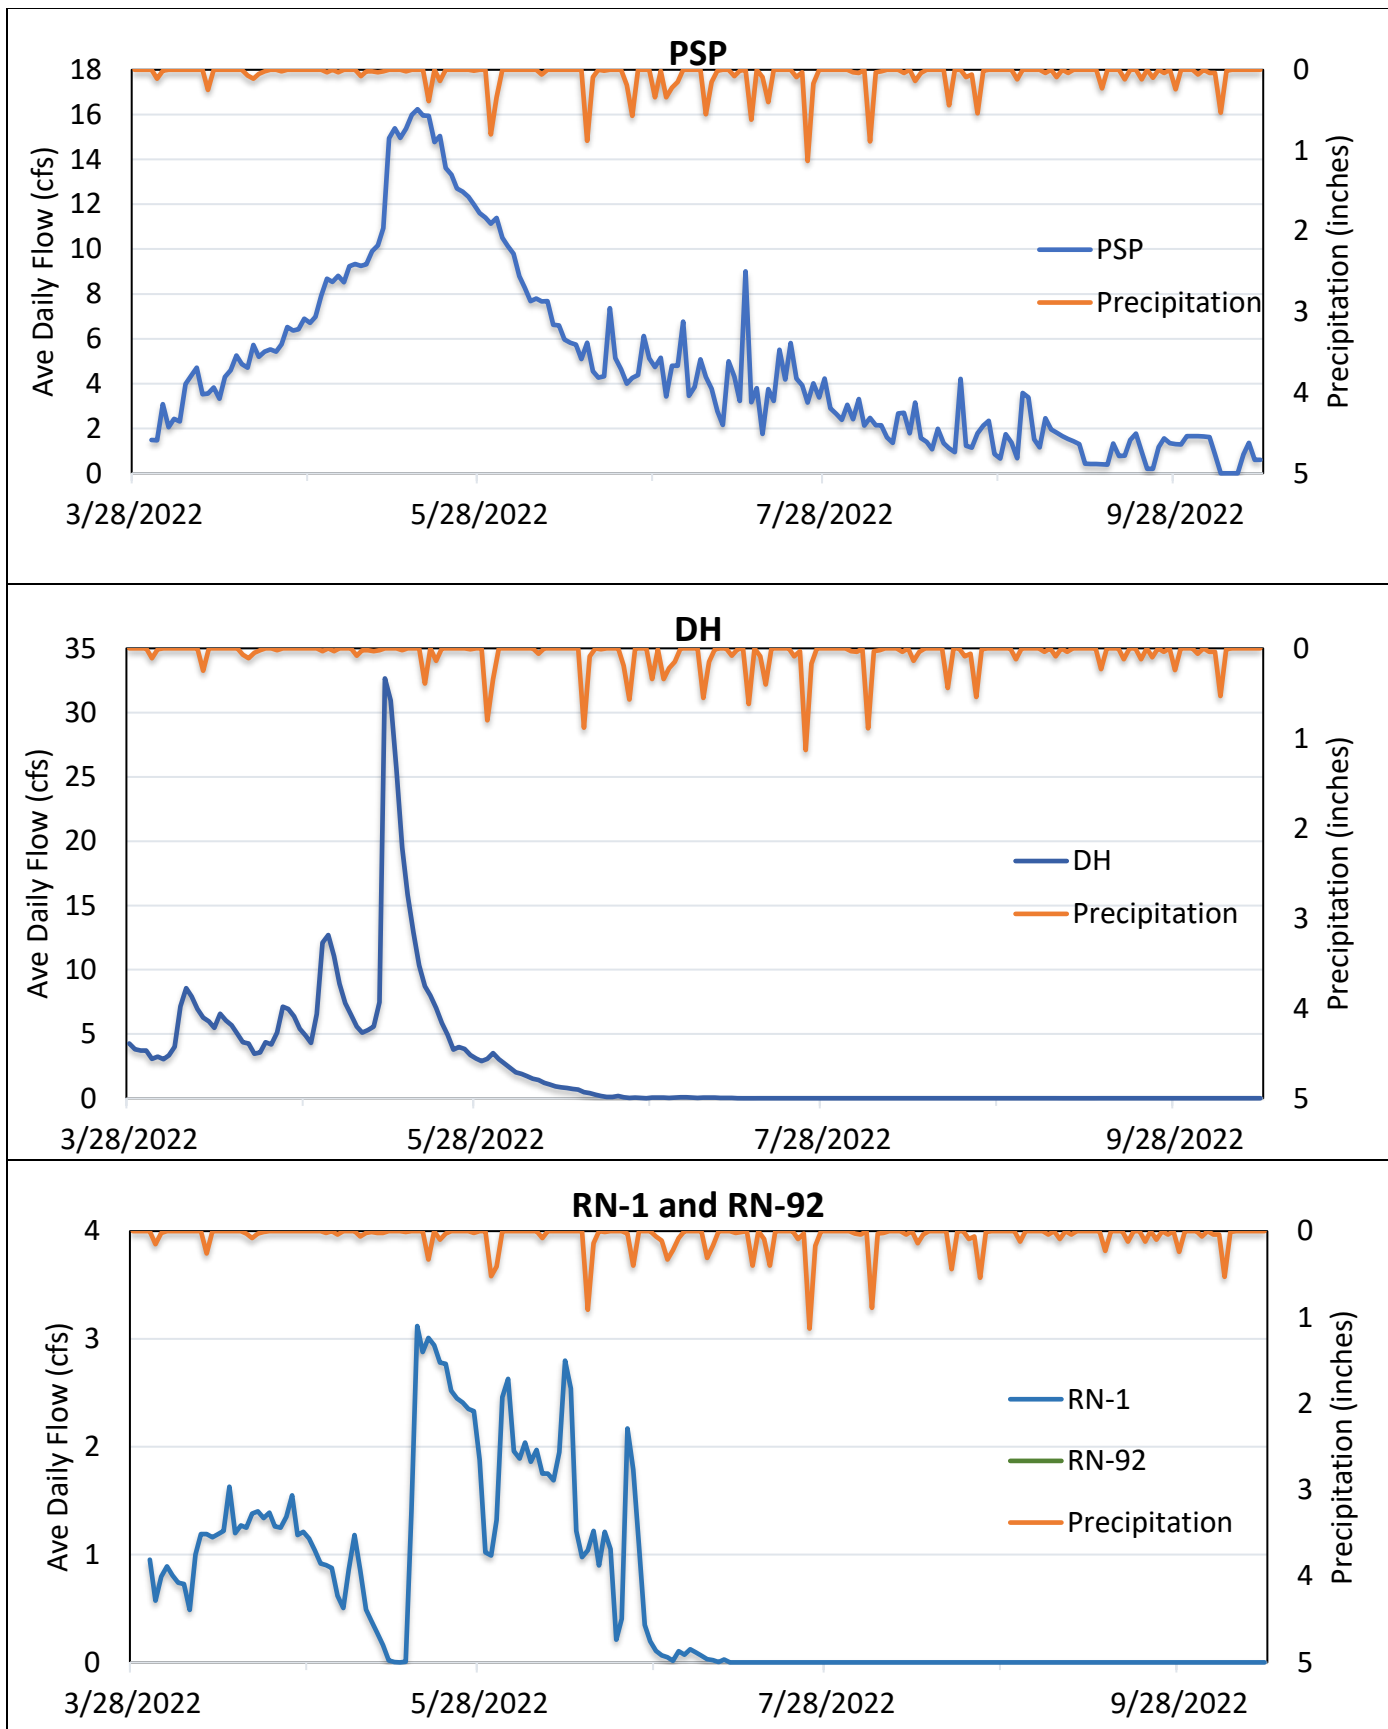 PSP
Ave Daily Flow (cfs)
18
16
14
12
10
8
6
4
2
0
0
1
2
3
4
5
Precipitation (inches)
PSP
Precipitation
3/28/2022 5/28/2022 7/28/2022 9/28/2022
DH
Ave Daily Flow (cfs)
35
30
25
20
15
10
5
0
0
1
2
3
4
5
Precipitation (inches)
DH
Precipitation
3/28/2022 5/28/2022 7/28/2022 9/28/2022
RN-1 and RN-92
Ave Daily Flow (cfs)
4
3
2
1
0
0
1
2
3
4
5
Precipitation (inches)
RN-1
RN-92
Precipitation
3/28/2022 5/28/2022 7/28/2022 9/28/2022